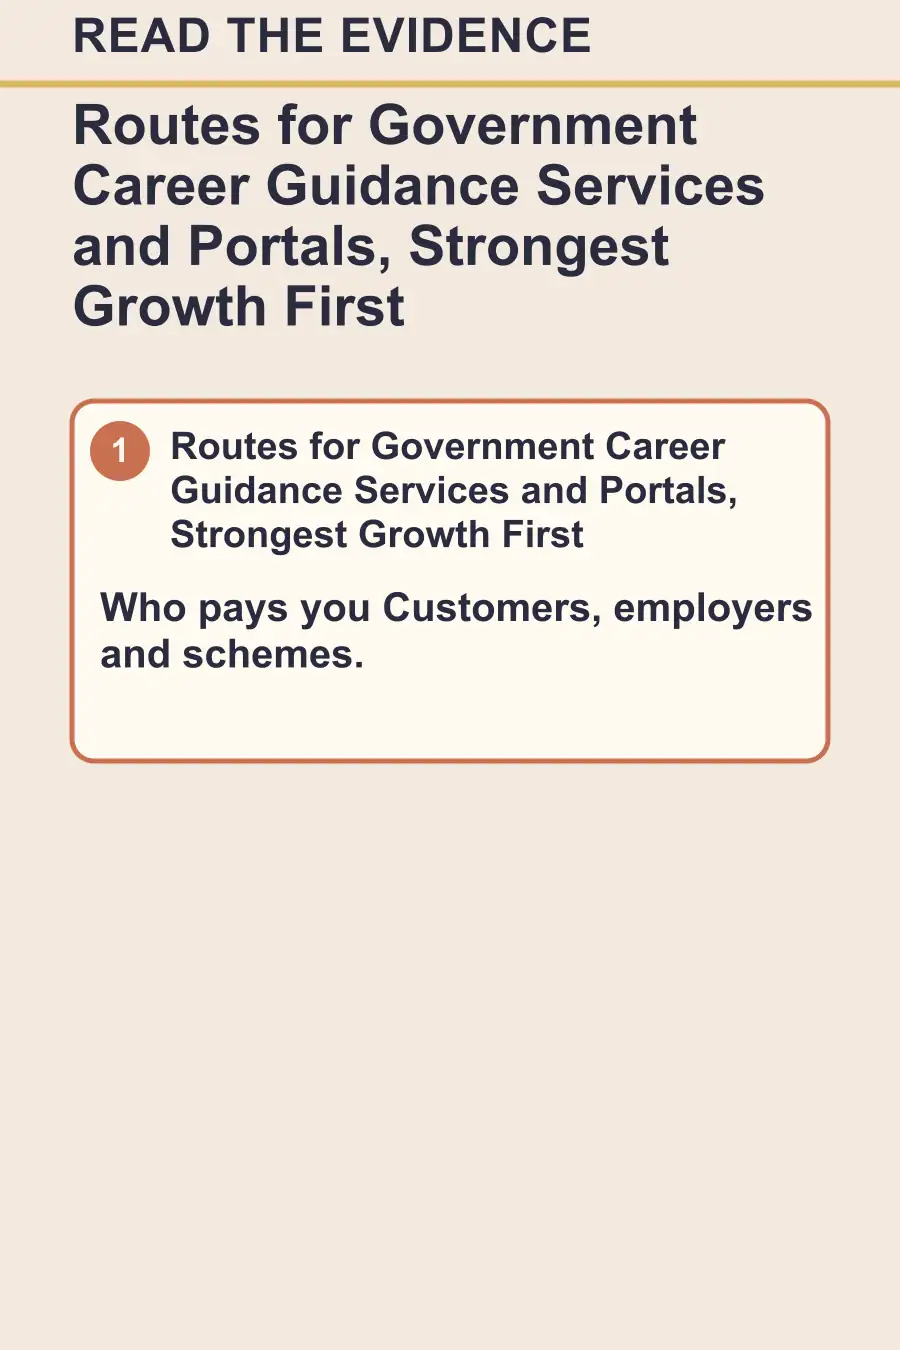 READ THE EVIDENCE
Routes for Government
Career Guidance Services
and Portals, Strongest
Growth First
1
Routes for Government Career
Guidance Services and Portals,
Strongest Growth First
Who pays you Customers, employers
and schemes.